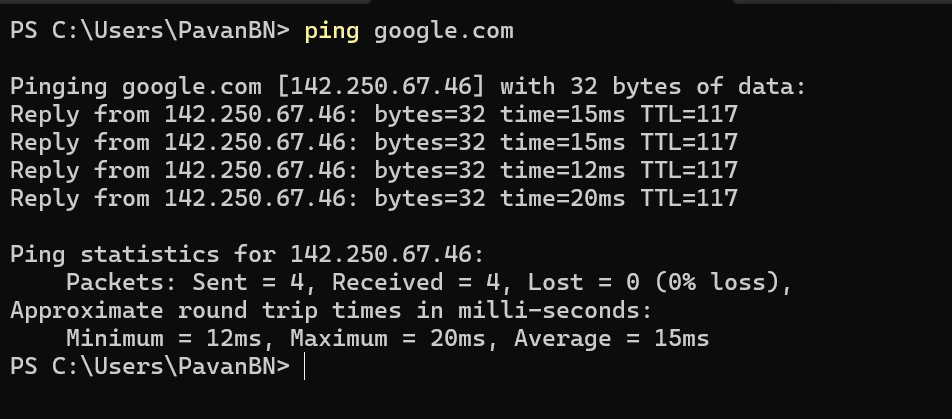 PS C:\Users\PavanBN> ping google.com
Pinging google.com [142.250.67.46] with 32 bytes of data:
Reply from 142.250.67.46: bytes=32 time=15ms TTL=117
Reply from 142.250.67.46: bytes=32 time=15ms TTL=117
Reply from 142.250.67.46: bytes=32 time=12ms TTL=117
Reply from 142.250.67.46: bytes=32 time=20ms TTL=117
Ping statistics for 142.250.67.46:
    Packets: Sent = 4, Received = 4, Lost = 0 (0% loss),
Approximate round trip times in milli-seconds:
    Minimum = 12ms, Maximum = 20ms, Average = 15ms
PS C:\Users\PavanBN>